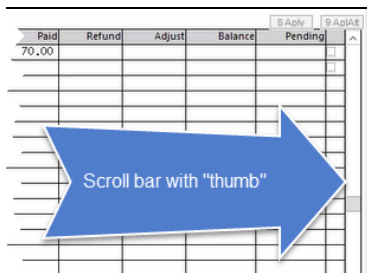 8 Aply 9 AplAlt
Paid Refund Adjust Balance Pending
70.00
Scroll bar with "thumb"